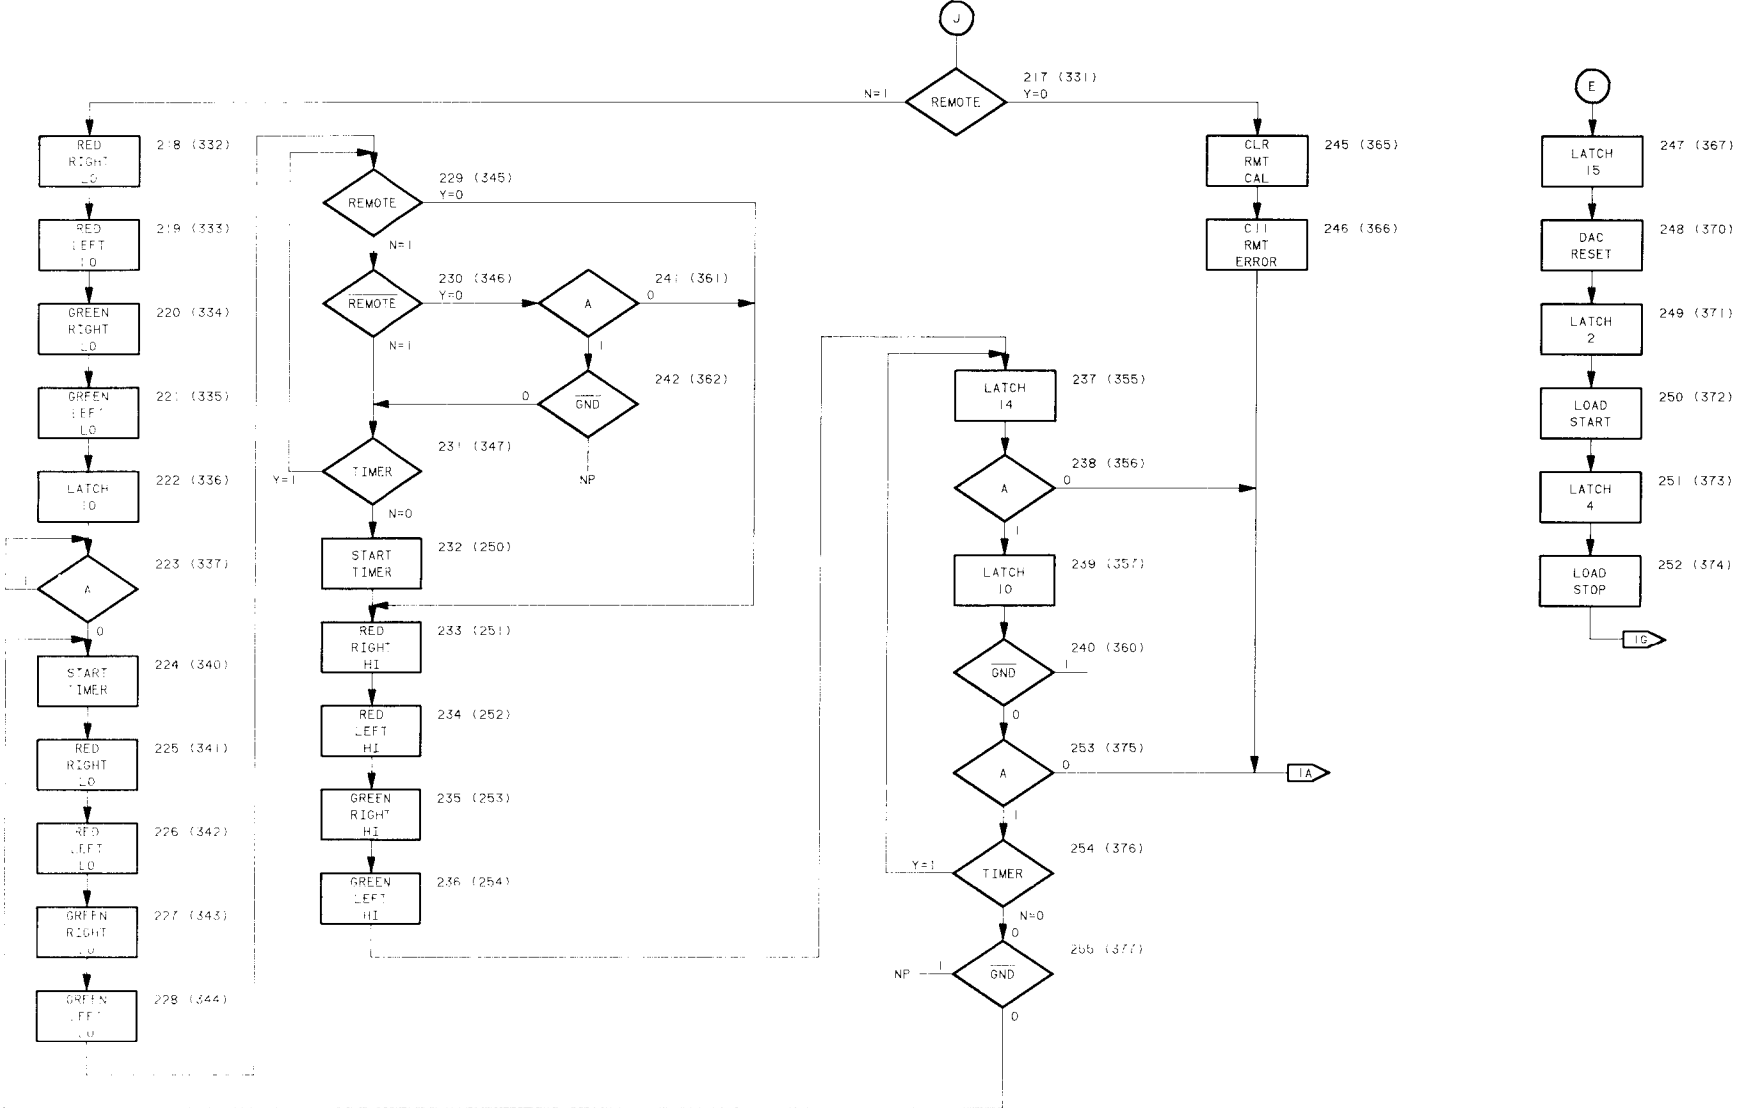 J
217 (331)
N=1
REMOTE
Y=0
RED
RIGHT
LO
218 (332)
RED
LEFT
LO
219 (333)
GREEN
RIGHT
LO
220 (334)
GREEN
LEFT
LO
221 (335)
LATCH
10
222 (336)
223 (337)
1
A
0
START
TIMER
224 (340)
RED
RIGHT
LO
225 (341)
RED
LEFT
LO
226 (342)
GREEN
RIGHT
LO
227 (343)
GREEN
LEFT
LO
228 (344)
229 (345)
Y=0
REMOTE
N=1
230 (346)
Y=0
REMOTE
N=1
241 (361)
0
A
1
242 (362)
0
GND
NP
231 (347)
TIMER
Y=1
N=0
START
TIMER
232 (250)
RED
RIGHT
HI
233 (251)
RED
LEFT
HI
234 (252)
GREEN
RIGHT
HI
235 (253)
GREEN
LEFT
HI
236 (254)
LATCH
14
237 (355)
238 (356)
0
A
1
LATCH
10
239 (357)
240 (360)
1
GND
0
253 (375)
0
A
1
254 (376)
Y=1
TIMER
N=0
0
255 (377)
NP
1
GND
0
CLR
RMT
CAL
245 (365)
RMT
ERROR
246 (366)
1A
E
LATCH
15
247 (367)
DAC
RESET
248 (370)
LATCH
2
249 (371)
LOAD
START
250 (372)
LATCH
4
251 (373)
LOAD
STOP
252 (374)
1G